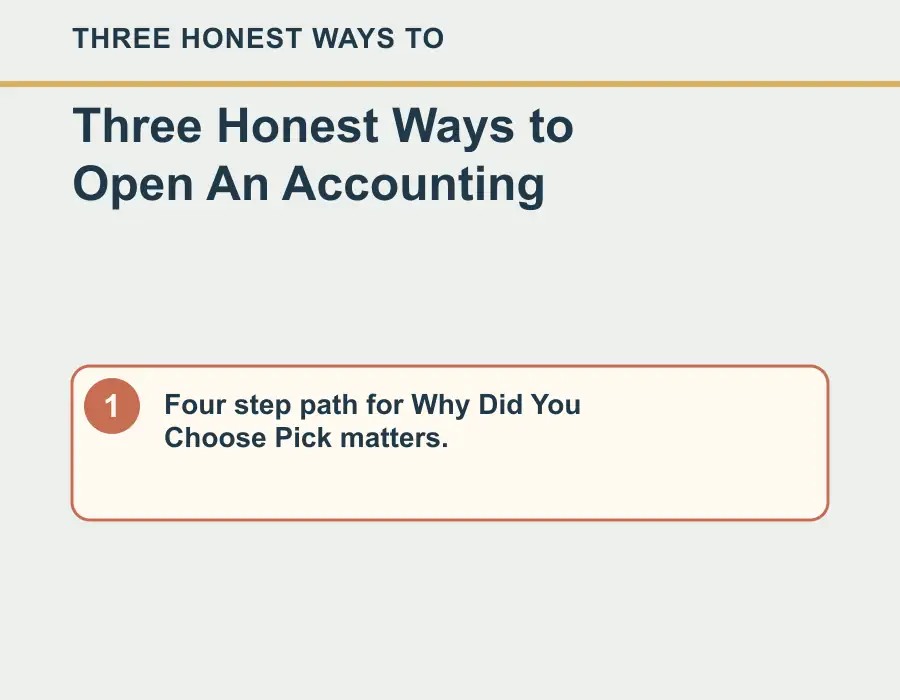 THREE HONEST WAYS TO
Three Honest Ways to
Open An Accounting
1
Four step path for Why Did You
Choose Pick matters.